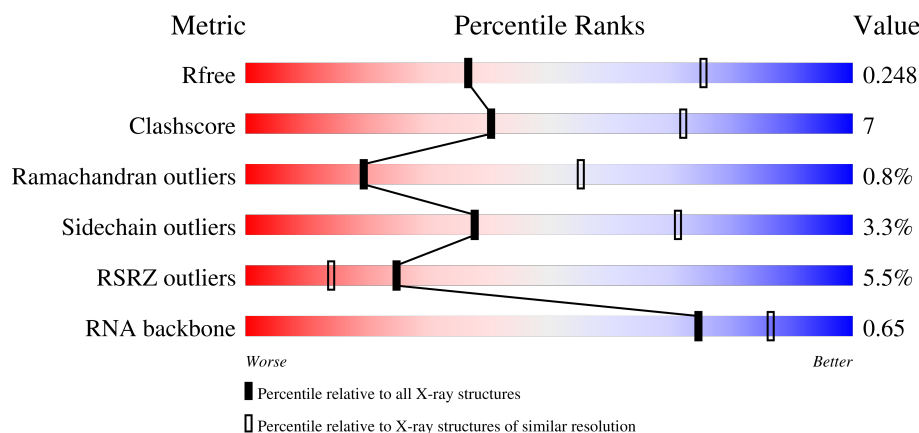 Metric Percentile Ranks Value
Rfree 0.248
Clashscore 7
Ramachandran outliers 0.8%
Sidechain outliers 3.3%
RSRZ outliers 5.5%
RNA backbone 0.65
Worse Better
Percentile relative to all X-ray structures
Percentile relative to X-ray structures of similar resolution